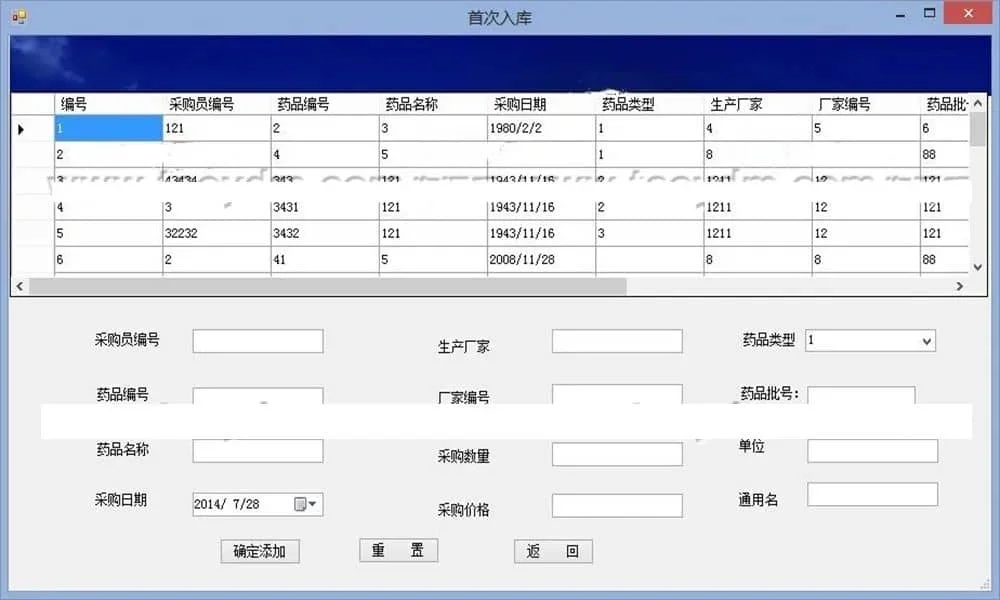 首次入库
编号 采购员编号 药品编号 药品名称 采购日期 药品类型 生产厂家 厂家编号 药品批
1 121 2 3 1980/2/2 1 4 5 6
2 4 5 1 8 88
3 43434 343 121 1943/11/16 2 1211 12 121
4 3 3431 121 1943/11/16 2 1211 12 121
5 32232 3432 121 1943/11/16 3 1211 12 121
6 2 41 5 2008/11/28 8 8 88
采购员编号 生产厂家 药品类型 1
药品编号 厂家编号 药品批号：
药品名称 采购数量 单位
采购日期 2014/ 7/28 采购价格 通用名
确定添加 重 置 返 回